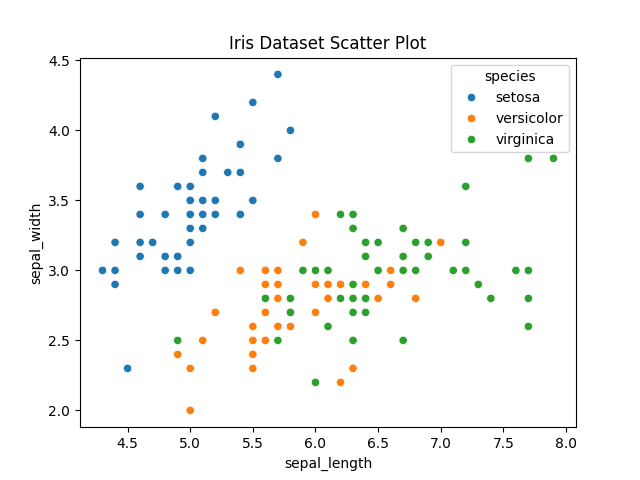 Iris Dataset Scatter Plot
species
setosa
versicolor
virginica
4.5
4.0
3.5
3.0
2.5
2.0
sepal_width
4.5 5.0 5.5 6.0 6.5 7.0 7.5 8.0
sepal_length